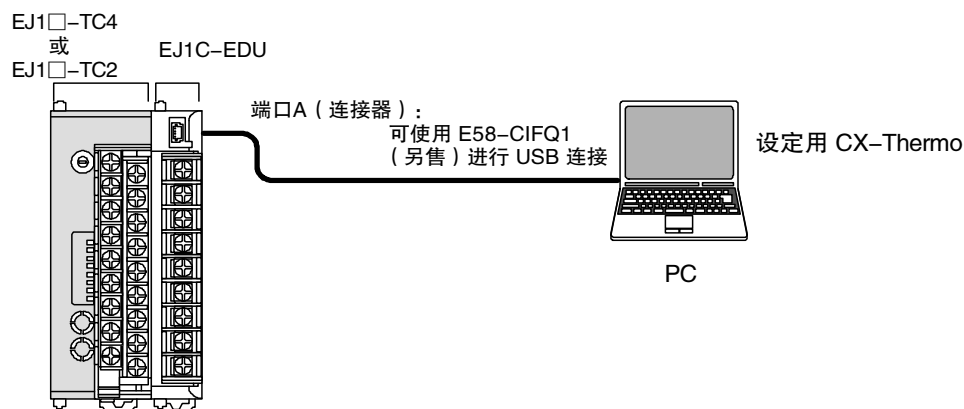 EJ1□-TC4
或
EJ1□-TC2
EJ1C-EDU
端口A（连接器）：
可使用 E58-CIFQ1
（另售）进行 USB 连接
设定用 CX-Thermo
PC